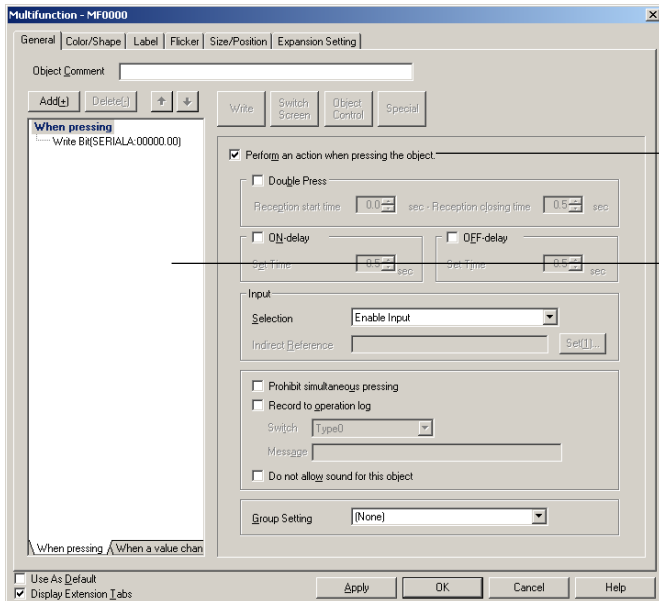 Multifunction - MF0000
General Color/Shape Label Flicker Size/Position Expansion Setting
Object Comment
Add(+) Delete(-) Write Switch Screen Object Control Special
When pressing
Write Bit(SERIALA:00000.00)
Perform an action when pressing the object.
Double Press
Reception start time 0.0 sec - Reception closing time 0.5 sec
ON-delay OFF-delay
Set Time 0.5 sec Set Time 0.5 sec
Input
Selection Enable Input
Indirect Reference Set(1)...
Prohibit simultaneous pressing
Record to operation log
Switch Type0
Message
Do not allow sound for this object
Group Setting (None)
When pressing When a value chan
Use As Default
Display Extension Tabs
Apply OK Cancel Help